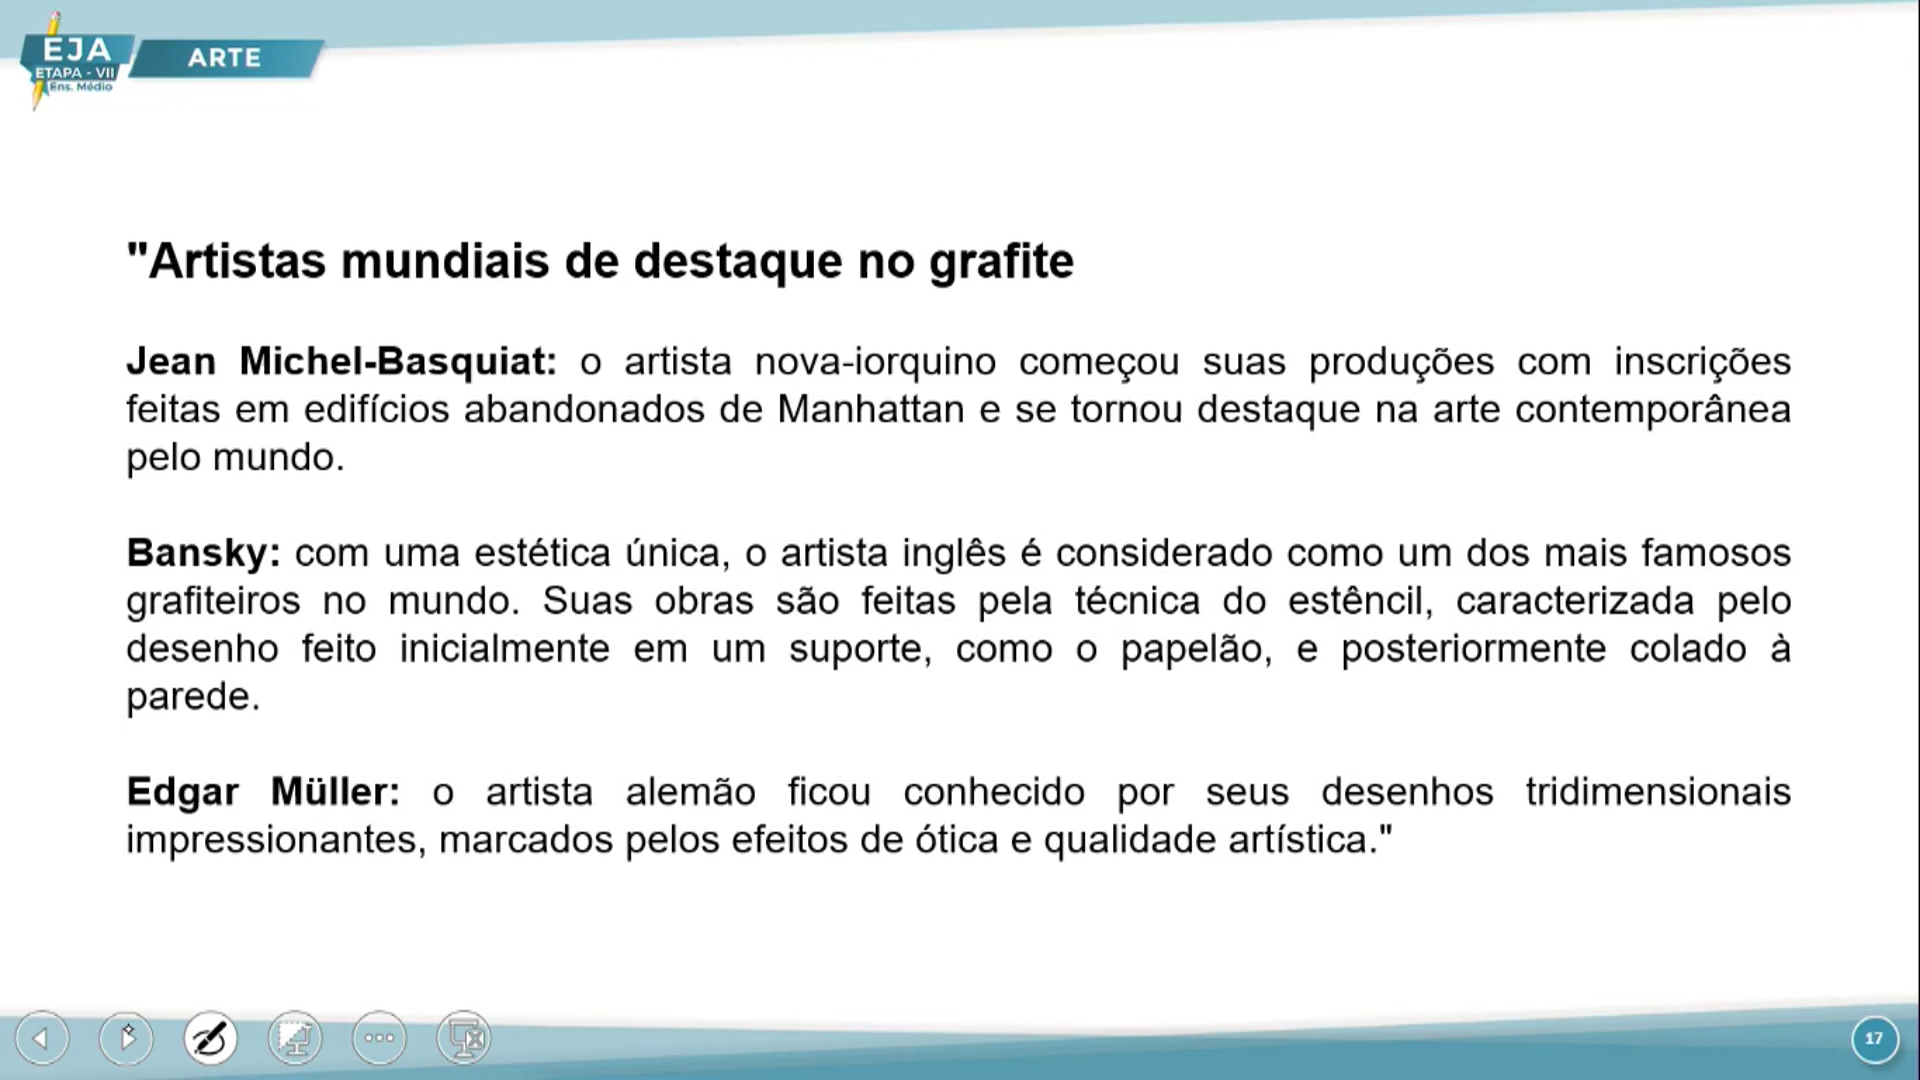 EJA
ETAPA - VII
Ens. Médio
ARTE
"Artistas mundiais de destaque no grafite
Jean Michel-Basquiat: o artista nova-iorquino começou suas produções com inscrições
feitas em edifícios abandonados de Manhattan e se tornou destaque na arte contemporânea
pelo mundo.
Bansky: com uma estética única, o artista inglês é considerado como um dos mais famosos
grafiteiros no mundo. Suas obras são feitas pela técnica do estêncil, caracterizada pelo
desenho feito inicialmente em um suporte, como o papelão, e posteriormente colado à
parede.
Edgar Müller: o artista alemão ficou conhecido por seus desenhos tridimensionais
impressionantes, marcados pelos efeitos de ótica e qualidade artística."
17